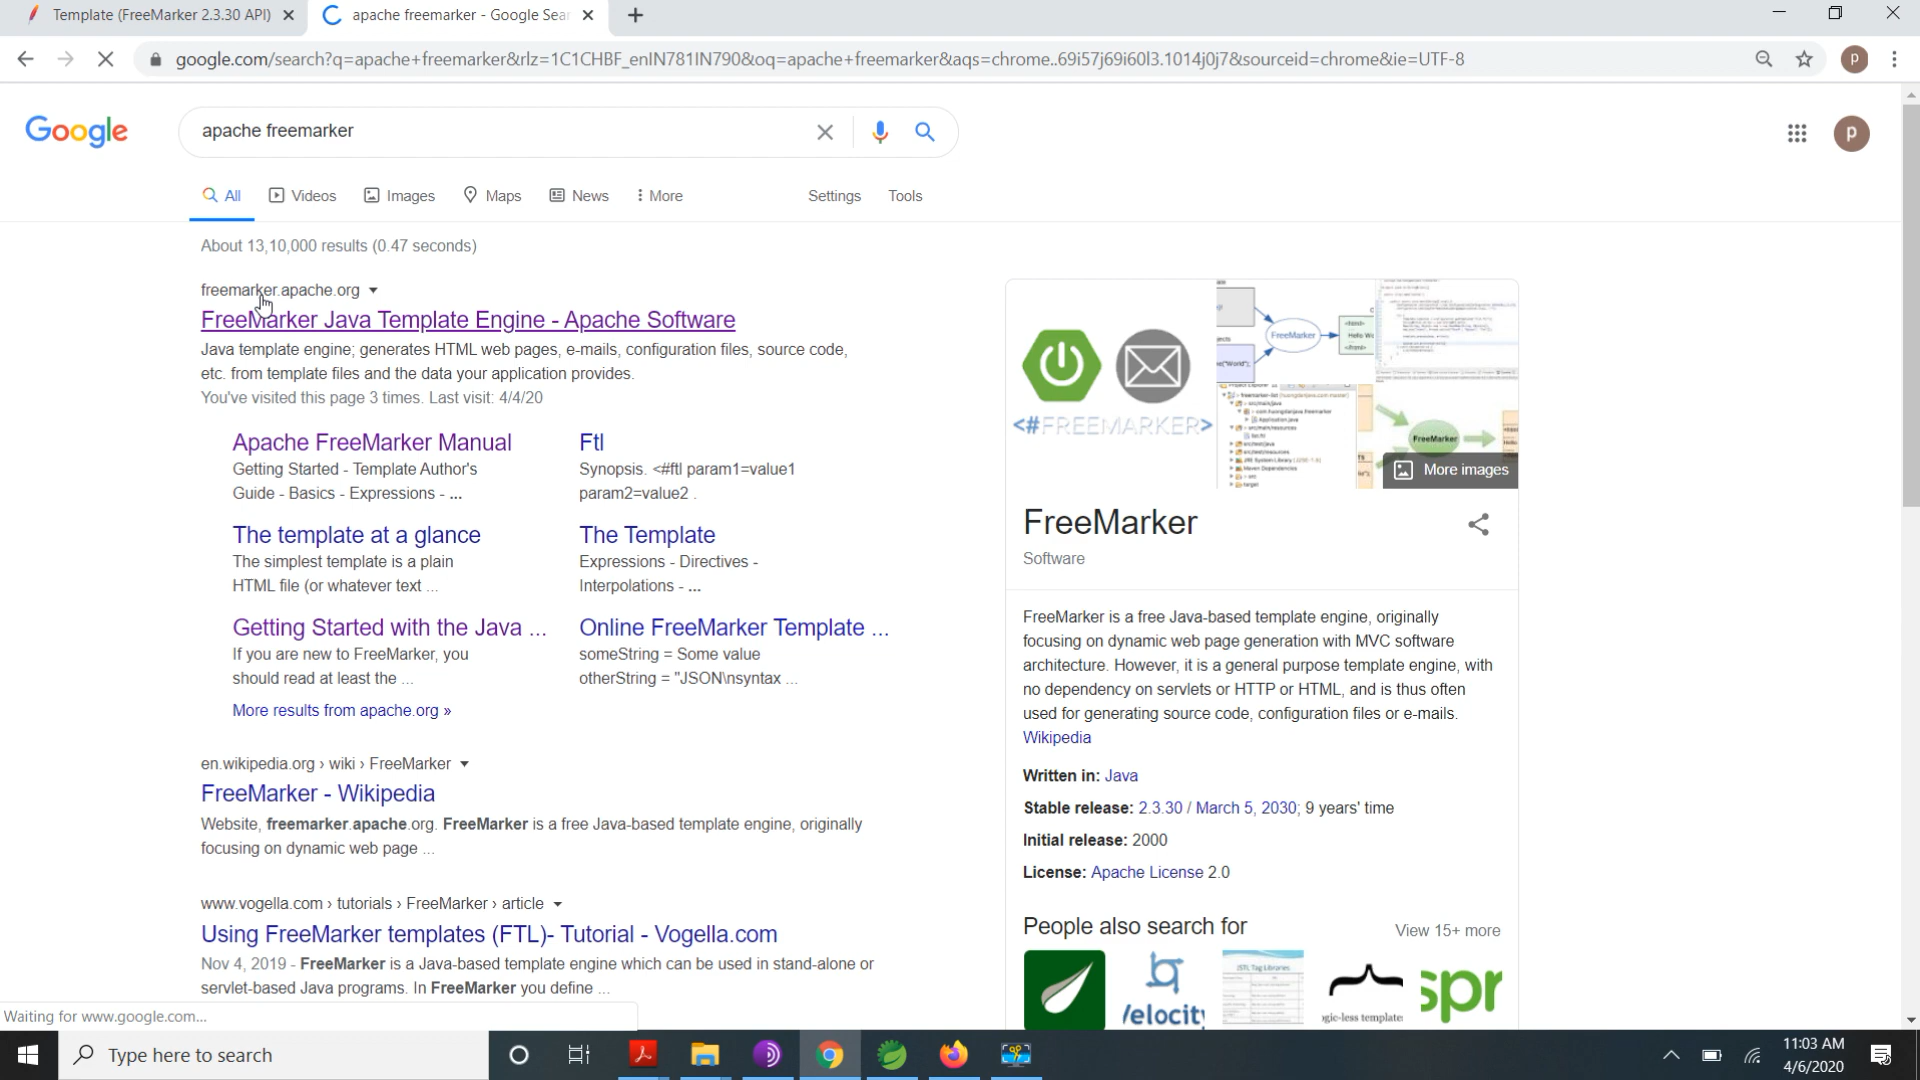 Template (FreeMarker 2.3.30 API)
apache freemarker - Google Sear
google.com/search?q=apache+freemarker&rlz=1C1CHBF_enIN781IN790&oq=apache+freemarker&aqs=chrome..69i57j69i60l3.1014j0j7&sourceid=chrome&ie=UTF-8
p
Google
apache freemarker
p
All Videos Images Maps News More Settings Tools
About 13,10,000 results (0.47 seconds)
freemarker.apache.org
FreeMarker Java Template Engine - Apache Software
Java template engine; generates HTML web pages, e-mails, configuration files, source code,
etc. from template files and the data your application provides.
You've visited this page 3 times. Last visit: 4/4/20
Apache FreeMarker Manual
Getting Started - Template Author's
Guide - Basics - Expressions - ...
Ftl
Synopsis. <#ftl param1=value1
param2=value2 .
The template at a glance
The simplest template is a plain
HTML file (or whatever text ...
The Template
Expressions - Directives -
Interpolations - ...
Getting Started with the Java ...
If you are new to FreeMarker, you
should read at least the ...
Online FreeMarker Template ...
someString = Some value
otherString = "JSON\nsyntax ...
More results from apache.org »
en.wikipedia.org › wiki › FreeMarker
FreeMarker - Wikipedia
Website, freemarker.apache.org. FreeMarker is a free Java-based template engine, originally
focusing on dynamic web page ...
www.vogella.com › tutorials › FreeMarker › article
Using FreeMarker templates (FTL)- Tutorial - Vogella.com
Nov 4, 2019 - FreeMarker is a Java-based template engine which can be used in stand-alone or
servlet-based Java programs. In FreeMarker you define ...
<#FREEMARKER>
FreeMarker
<html>
Hello Wo
</html>
FreeMarker
More images
FreeMarker
Software
FreeMarker is a free Java-based template engine, originally
focusing on dynamic web page generation with MVC software
architecture. However, it is a general purpose template engine, with
no dependency on servlets or HTTP or HTML, and is thus often
used for generating source code, configuration files or e-mails.
Wikipedia
Written in: Java
Stable release: 2.3.30 / March 5, 2030; 9 years' time
Initial release: 2000
License: Apache License 2.0
People also search for
View 15+ more
JSTL Tag Libraries
/elocity
ogic-less template
spr
Waiting for www.google.com...
Type here to search
11:03 AM
4/6/2020